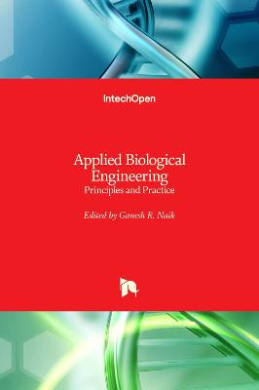 IntechOpen
Applied Biological
Engineering
Principles and Practice
Edited by Ganesh R. Naik